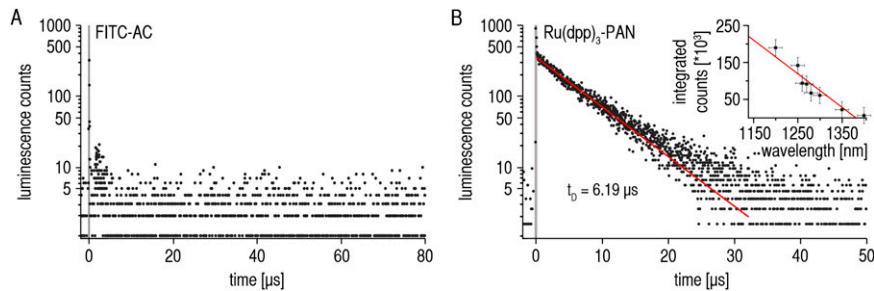 A
FITC-AC
1000
500
100
50
10
5
luminescence counts
0
20
40
60
80
time [µs]
B
Ru(dpp)₃-PAN
1000
500
100
50
10
5
luminescence counts
t_D = 6.19 µs
0
10
20
30
40
50
time [µs]
250
150
50
integrated
counts [*10³]
1150
1250
1350
wavelength [nm]